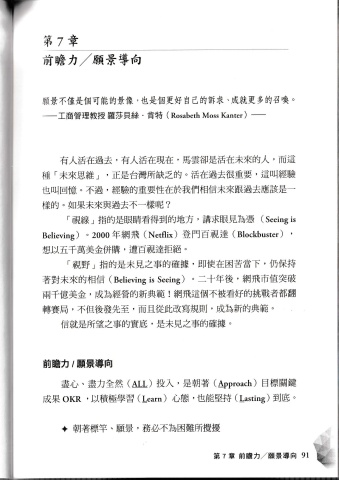 第 7 章
前瞻力／願景導向
願景不僅是個可能的景像，也是個更好自己的訴求，成就更多的召喚。
——工商管理教授 羅莎貝絲．肯特（Rosabeth Moss Kanter）——
有人活在過去，有人活在現在，馬雲卻是活在未來的人，而這
種「未來思維」，正是台灣所缺乏的。活在過去很重要，這叫經驗
也叫回憶。不過，經驗的重要性在於我們相信未來跟過去應該是一
樣的。如果未來與過去不一樣呢？
「視線」指的是眼睛看得到的地方，講求眼見為憑（Seeing is
Believing）。2000 年網飛（Netflix）登門百視達（Blockbuster），
想以五千萬美金併購，遭百視達拒絕。
「視野」指的是未見之事的確據，即使在困苦當下，仍保持
著對未來的相信（Believing is Seeing），二十年後，網飛市值突破
兩千億美金，成為經營的新典範！網飛這個不被看好的挑戰者都翻
轉賽局，不但後發先至，而且從此改寫規則，成為新的典範。
信就是所望之事的實底，是未見之事的確據。
前瞻力 / 願景導向
盡心、盡力全然（ALL）投入，是朝著（Approach）目標關鍵
成果 OKR，以積極學習（Learn）心態，也能堅持（Lasting）到底。
✦ 朝著標竿、願景，務必不為困難所攪擾
第 7 章 前瞻力／願景導向 91